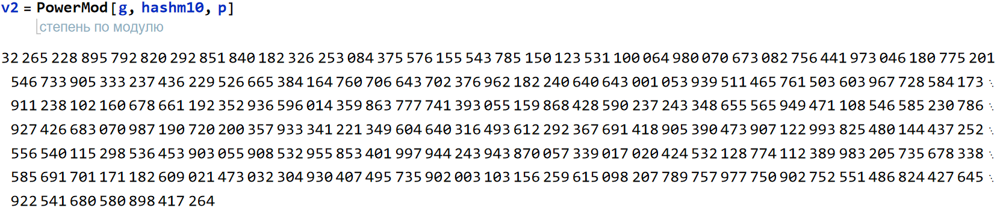 v2 = PowerMod[g, hashm10, p]
степень по модулю
32 265 228 895 792 820 292 851 840 182 326 253 084 375 576 155 543 785 150 123 531 100 064 980 070 673 082 756 441 973 046 180 775 201
546 733 905 333 237 436 229 526 665 384 164 760 706 643 702 376 962 182 240 640 643 001 053 939 511 465 761 503 603 967 728 584 173
911 238 102 160 678 661 192 352 936 596 014 359 863 777 741 393 055 159 868 428 590 237 243 348 655 565 949 471 108 546 585 230 786
927 426 683 070 987 190 720 200 357 933 341 221 349 604 640 316 493 612 292 367 691 418 905 390 473 907 122 993 825 480 144 437 252
556 540 115 298 536 453 903 055 908 532 955 853 401 997 944 243 943 870 057 339 017 020 424 532 128 774 112 389 983 205 735 678 338
585 691 701 171 182 609 021 473 032 304 930 407 495 735 902 003 103 156 259 615 098 207 789 757 977 750 902 752 551 486 824 427 645
922 541 680 580 898 417 264